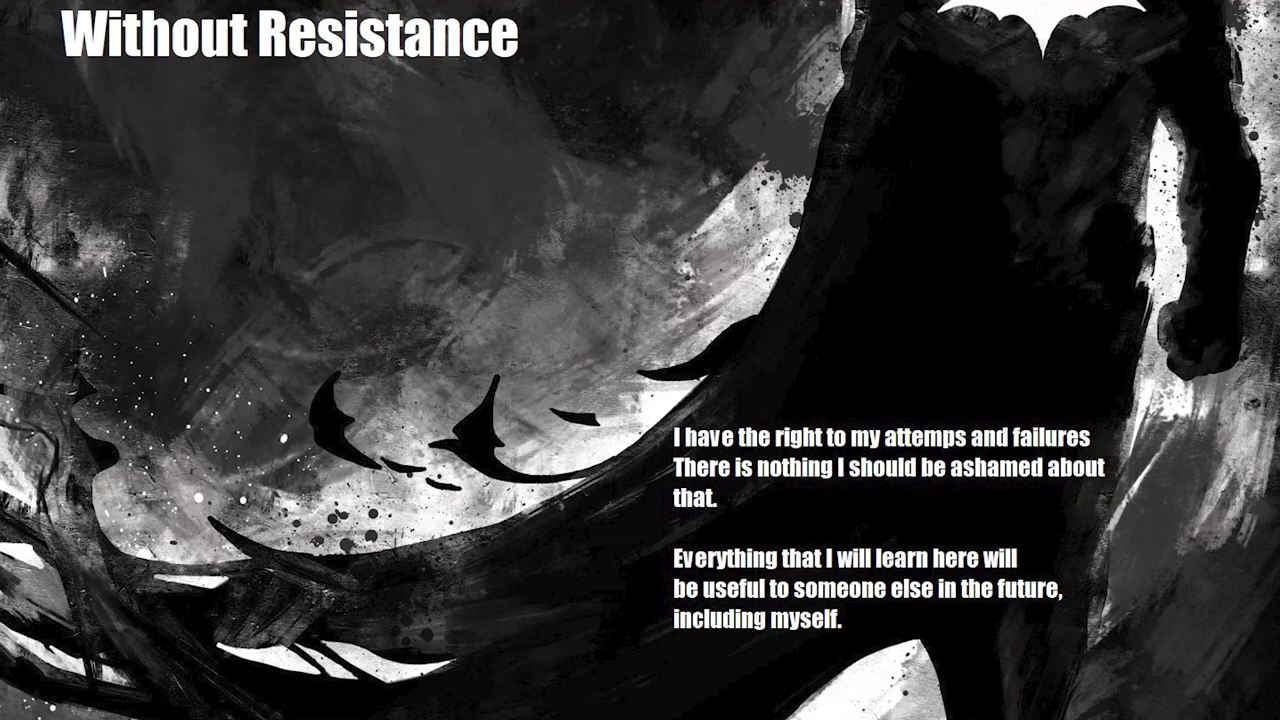 Without Resistance
I have the right to my attemps and failures
There is nothing I should be ashamed about
that.
Everything that I will learn here will
be useful to someone else in the future,
including myself.